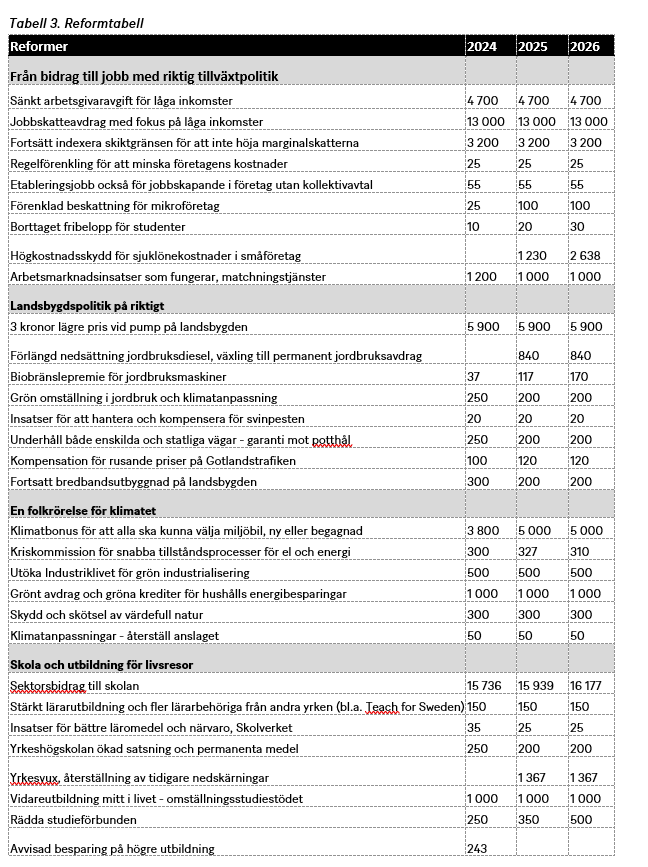 Tabell 3. Reformtabell
Reformer 2024 2025 2026
Från bidrag till jobb med riktig tillväxtpolitik
Sänkt arbetsgivaravgift för låga inkomster 4 700 4 700 4 700
Jobbskatteavdrag med fokus på låga inkomster 13 000 13 000 13 000
Fortsätt indexera skiktgränsen för att inte höja marginalskatterna 3 200 3 200 3 200
Regelförenkling för att minska företagens kostnader 25 25 25
Etableringsjobb också för jobbskapande i företag utan kollektivavtal 55 55 55
Förenklad beskattning för mikroföretag 25 100 100
Borttaget fribelopp för studenter 10 20 30
Högkostnadsskydd för sjuklönekostnader i småföretag 1 230 2 638
Arbetsmarknadsinsatser som fungerar, matchningstjänster 1 200 1 000 1 000
Landsbygdspolitik på riktigt
3 kronor lägre pris vid pump på landsbygden 5 900 5 900 5 900
Förlängd nedsättning jordbruksdiesel, växling till permanent jordbruksavdrag 840 840
Biobränslepremie för jordbruksmaskiner 37 117 170
Grön omställning i jordbruk och klimatanpassning 250 200 200
Insatser för att hantera och kompensera för svinpesten 20 20 20
Underhåll både enskilda och statliga vägar - garanti mot potthål 250 200 200
Kompensation för rusande priser på Gotlandstrafiken 100 120 120
Fortsatt bredbandsutbyggnad på landsbygden 300 200 200
En folkrörelse för klimatet
Klimatbonus för att alla ska kunna välja miljöbil, ny eller begagnad 3 800 5 000 5 000
Kriskommission för snabba tillståndsprocesser för el och energi 300 327 310
Utöka Industriklivet för grön industrialisering 500 500 500
Grönt avdrag och gröna krediter för hushålls energibesparingar 1 000 1 000 1 000
Skydd och skötsel av värdefull natur 300 300 300
Klimatanpassningar - återställ anslaget 50 50 50
Skola och utbildning för livsresor
Sektorsbidrag till skolan 15 736 15 939 16 177
Stärkt lärarutbildning och fler lärarbehöriga från andra yrken (bl.a. Teach for Sweden) 150 150 150
Insatser för bättre läromedel och närvaro, Skolverket 35 25 25
Yrkeshögskolan ökad satsning och permanenta medel 250 200 200
Yrkesvux, återställning av tidigare nedskärningar 1 367 1 367
Vidareutbildning mitt i livet - omställningsstudiestödet 1 000 1 000 1 000
Rädda studieförbunden 250 350 500
Avvisad besparing på högre utbildning 243